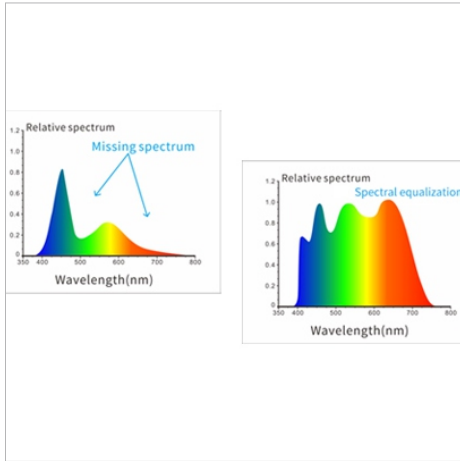 Relative spectrum
Missing spectrum
1.2
1.0
0.8
0.6
0.4
0.2
0
350 400 500 600 700 800
Wavelength(nm)
Relative spectrum
Spectral equalization
1.2
1.0
0.8
0.6
0.4
0.2
0
350 400 500 600 700 800
Wavelength(nm)